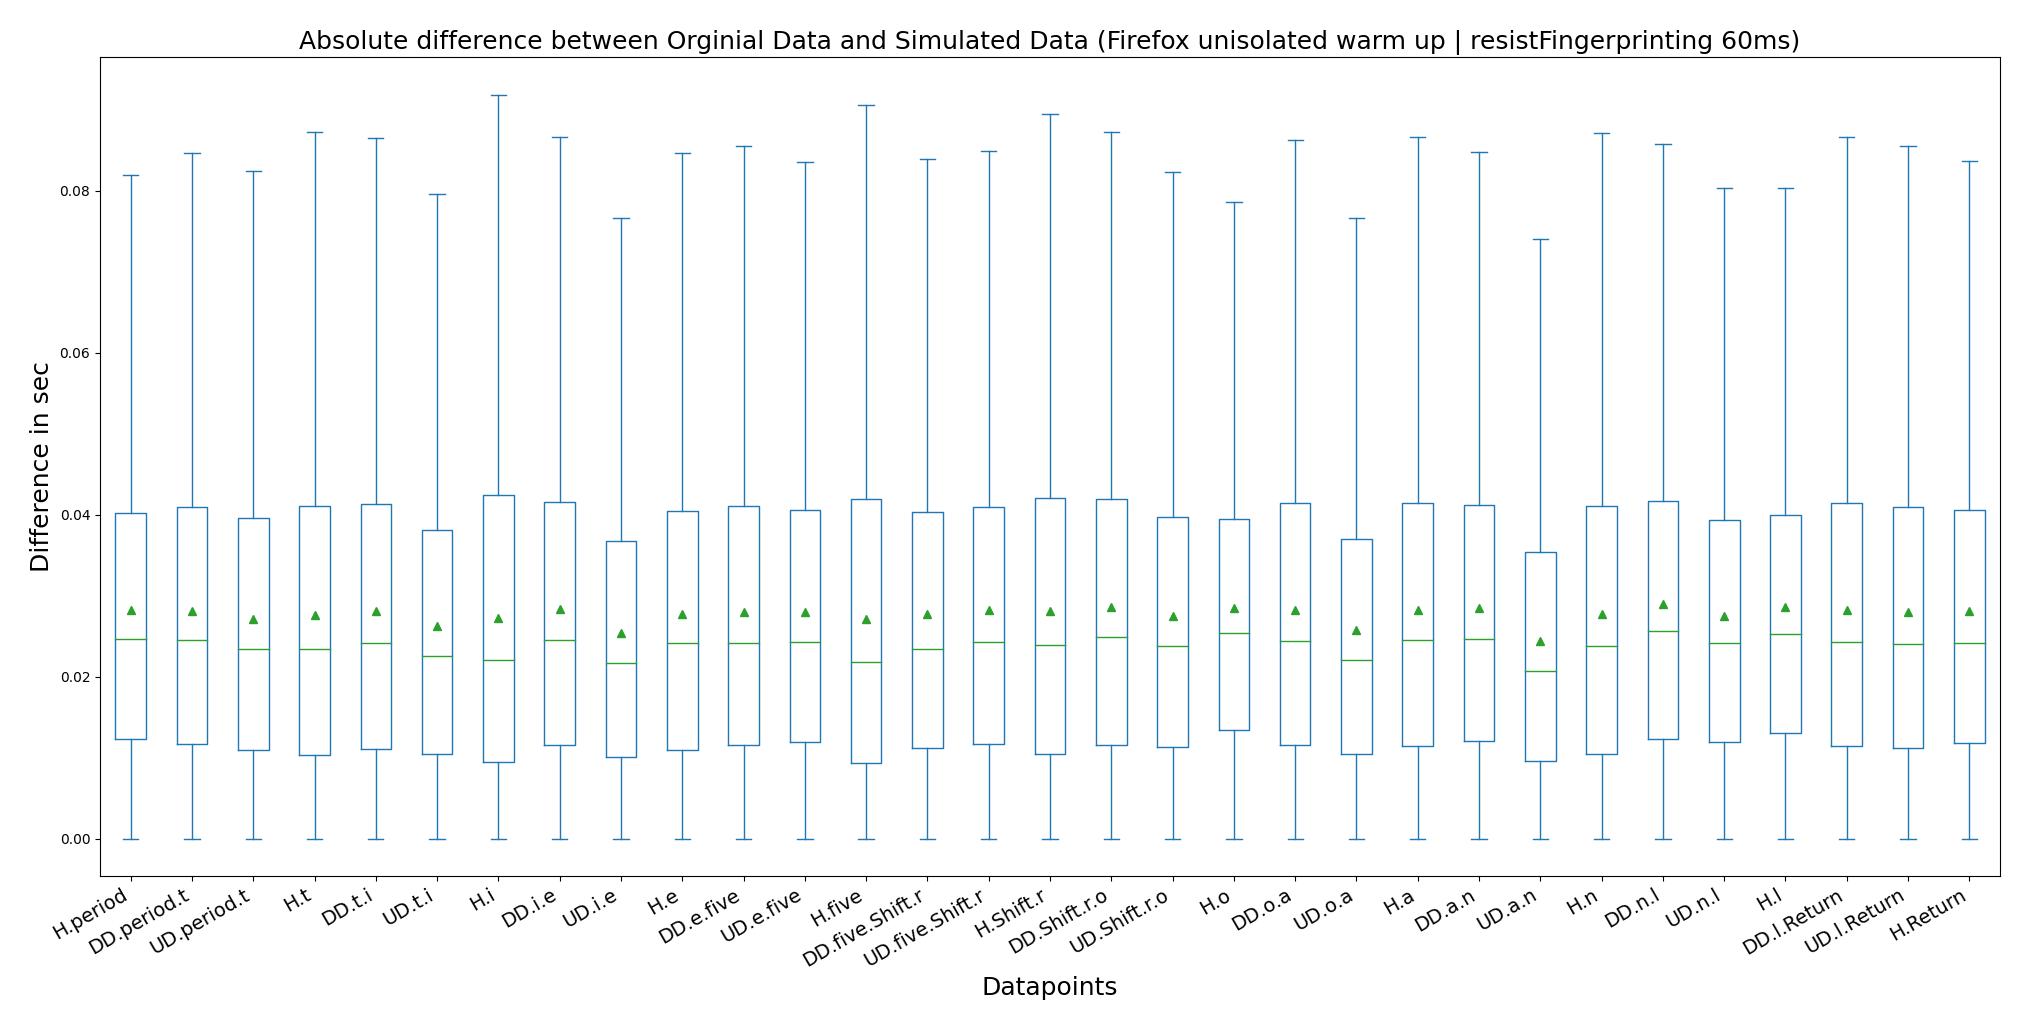 Absolute difference between Orginial Data and Simulated Data (Firefox unisolated warm up | resistFingerprinting 60ms)
Difference in sec
0.08
0.06
0.04
0.02
0.00
H.period
DD.period.t
UD.period.t
H.t
DD.t.i
UD.t.i
H.i
DD.i.e
UD.i.e
H.e
DD.e.five
UD.e.five
H.five
DD.five.Shift.r
UD.five.Shift.r
H.Shift.r
DD.Shift.r.o
UD.Shift.r.o
H.o
DD.o.a
UD.o.a
H.a
DD.a.n
UD.a.n
H.n
DD.n.l
UD.n.l
H.l
DD.l.Return
UD.l.Return
H.Return
Datapoints